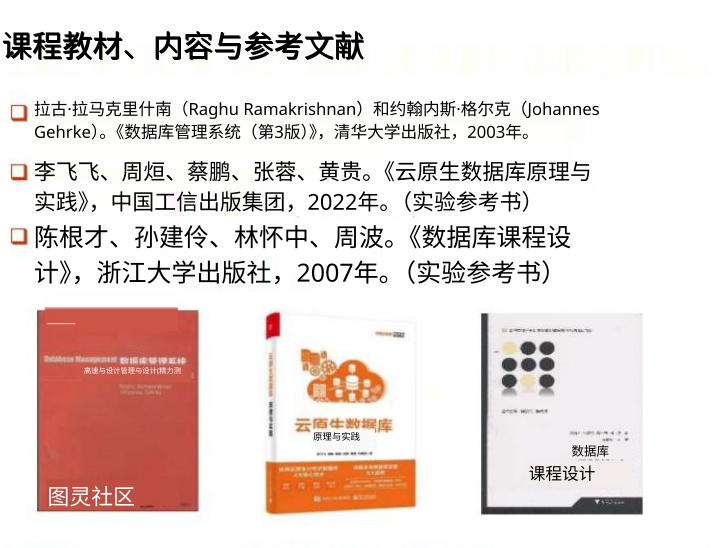 课程教材、内容与参考文献
拉古·拉马克里什南（Raghu Ramakrishnan）和约翰内斯·格尔克（Johannes
Gehrke）。《数据库管理系统（第3版）》，清华大学出版社，2003年。
李飞飞、周烜、蔡鹏、张蓉、黄贵。《云原生数据库原理与
实践》，中国工信出版集团，2022年。（实验参考书）
陈根才、孙建伶、林怀中、周波。《数据库课程设
计》，浙江大学出版社，2007年。（实验参考书）
Database Management 数据库管理系统
高速与设计管理与设计(精力测
图灵社区
云原生数据库
原理与实践
数据库
课程设计